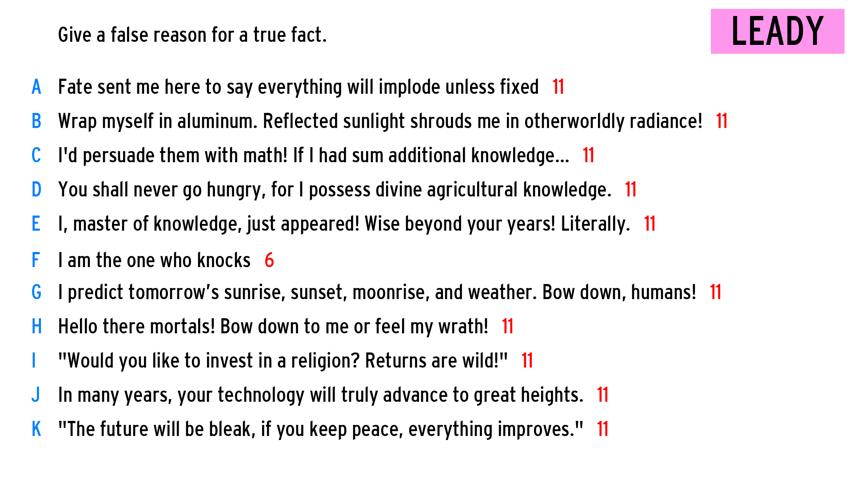 Give a false reason for a true fact.
LEADY
A Fate sent me here to say everything will implode unless fixed 11
B Wrap myself in aluminum. Reflected sunlight shrouds me in otherworldly radiance! 11
C I'd persuade them with math! If I had sum additional knowledge... 11
D You shall never go hungry, for I possess divine agricultural knowledge. 11
E I, master of knowledge, just appeared! Wise beyond your years! Literally. 11
F I am the one who knocks 6
G I predict tomorrow's sunrise, sunset, moonrise, and weather. Bow down, humans! 11
H Hello there mortals! Bow down to me or feel my wrath! 11
I "Would you like to invest in a religion? Returns are wild!" 11
J In many years, your technology will truly advance to great heights. 11
K "The future will be bleak, if you keep peace, everything improves." 11